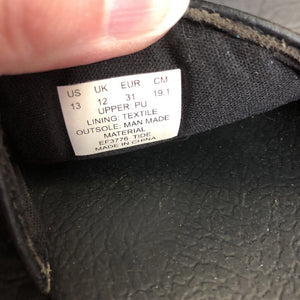 US UK EUR CM
13 12 31 19.1
UPPER PU
LINING: TEXTILE
OUTSOLE: MAN MADE
MATERIAL
EF3776 TIDE
MADE IN CHINA